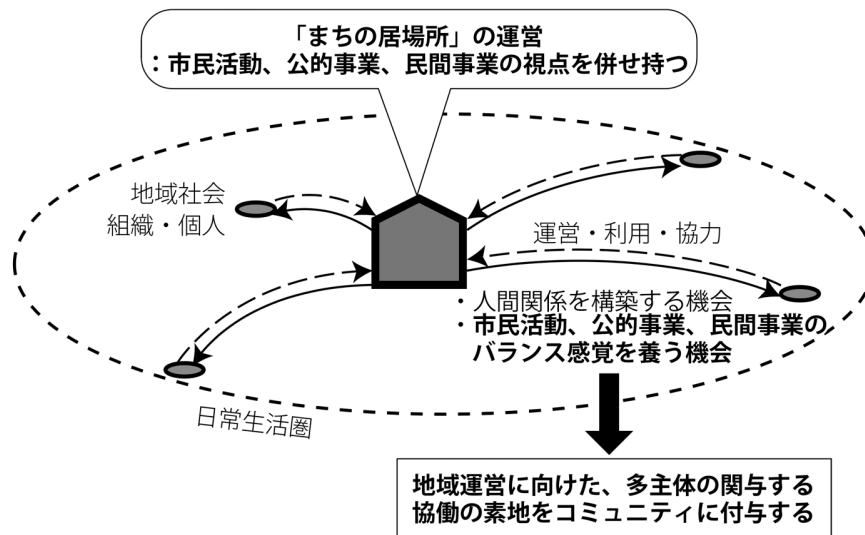 「まちの居場所」の運営
：市民活動、公的事業、民間事業の視点を併せ持つ
地域社会
組織・個人
運営・利用・協力
・人間関係を構築する機会
・市民活動、公的事業、民間事業の
バランス感覚を養う機会
日常生活圏
地域運営に向けた、多主体の関与する
協働の素地をコミュニティに付与する